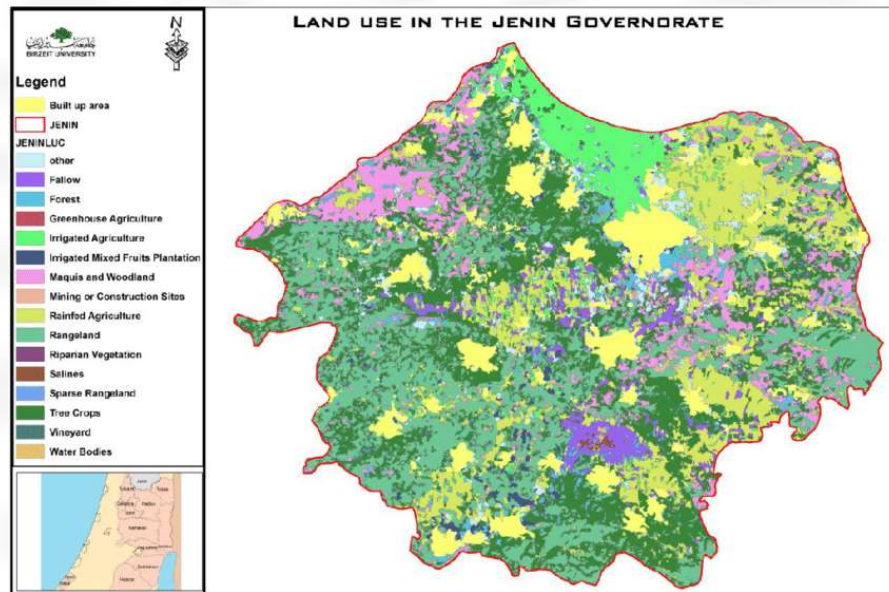 LAND USE IN THE JENIN GOVERNORATE
N
BIRZEIT UNIVERSITY
Legend
Built up area
JENIN
JENINLUC
other
Fallow
Forest
Greenhouse Agriculture
Irrigated Agriculture
Irrigated Mixed Fruits Plantation
Maquis and Woodland
Mining or Construction Sites
Rainfed Agriculture
Rangeland
Riparian Vegetation
Salines
Sparse Rangeland
Tree Crops
Vineyard
Water Bodies